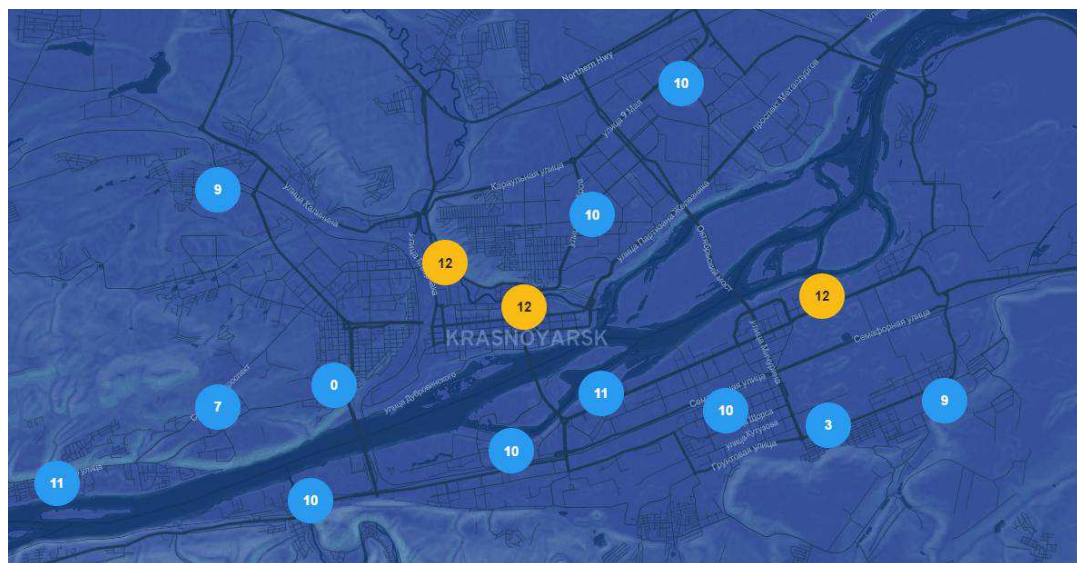 Northern Hwy
10
улица 9 Мая
проспект Металлургов
Караульная улица
9
улица Калинина
10
улица Партизана Железняка
Октябрьский мост
12
12
12
KRASNOYARSK
Семафорная улица
улица Мичурина
улица Дубровинского
0
11
7
9
10
3
улица Кутузова
Грунтовая улица
10
11
10